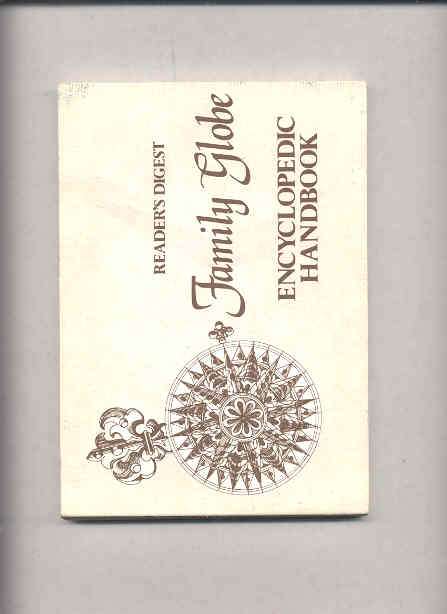 READER'S DIGEST
Family Globe
ENCYCLOPEDIC
HANDBOOK